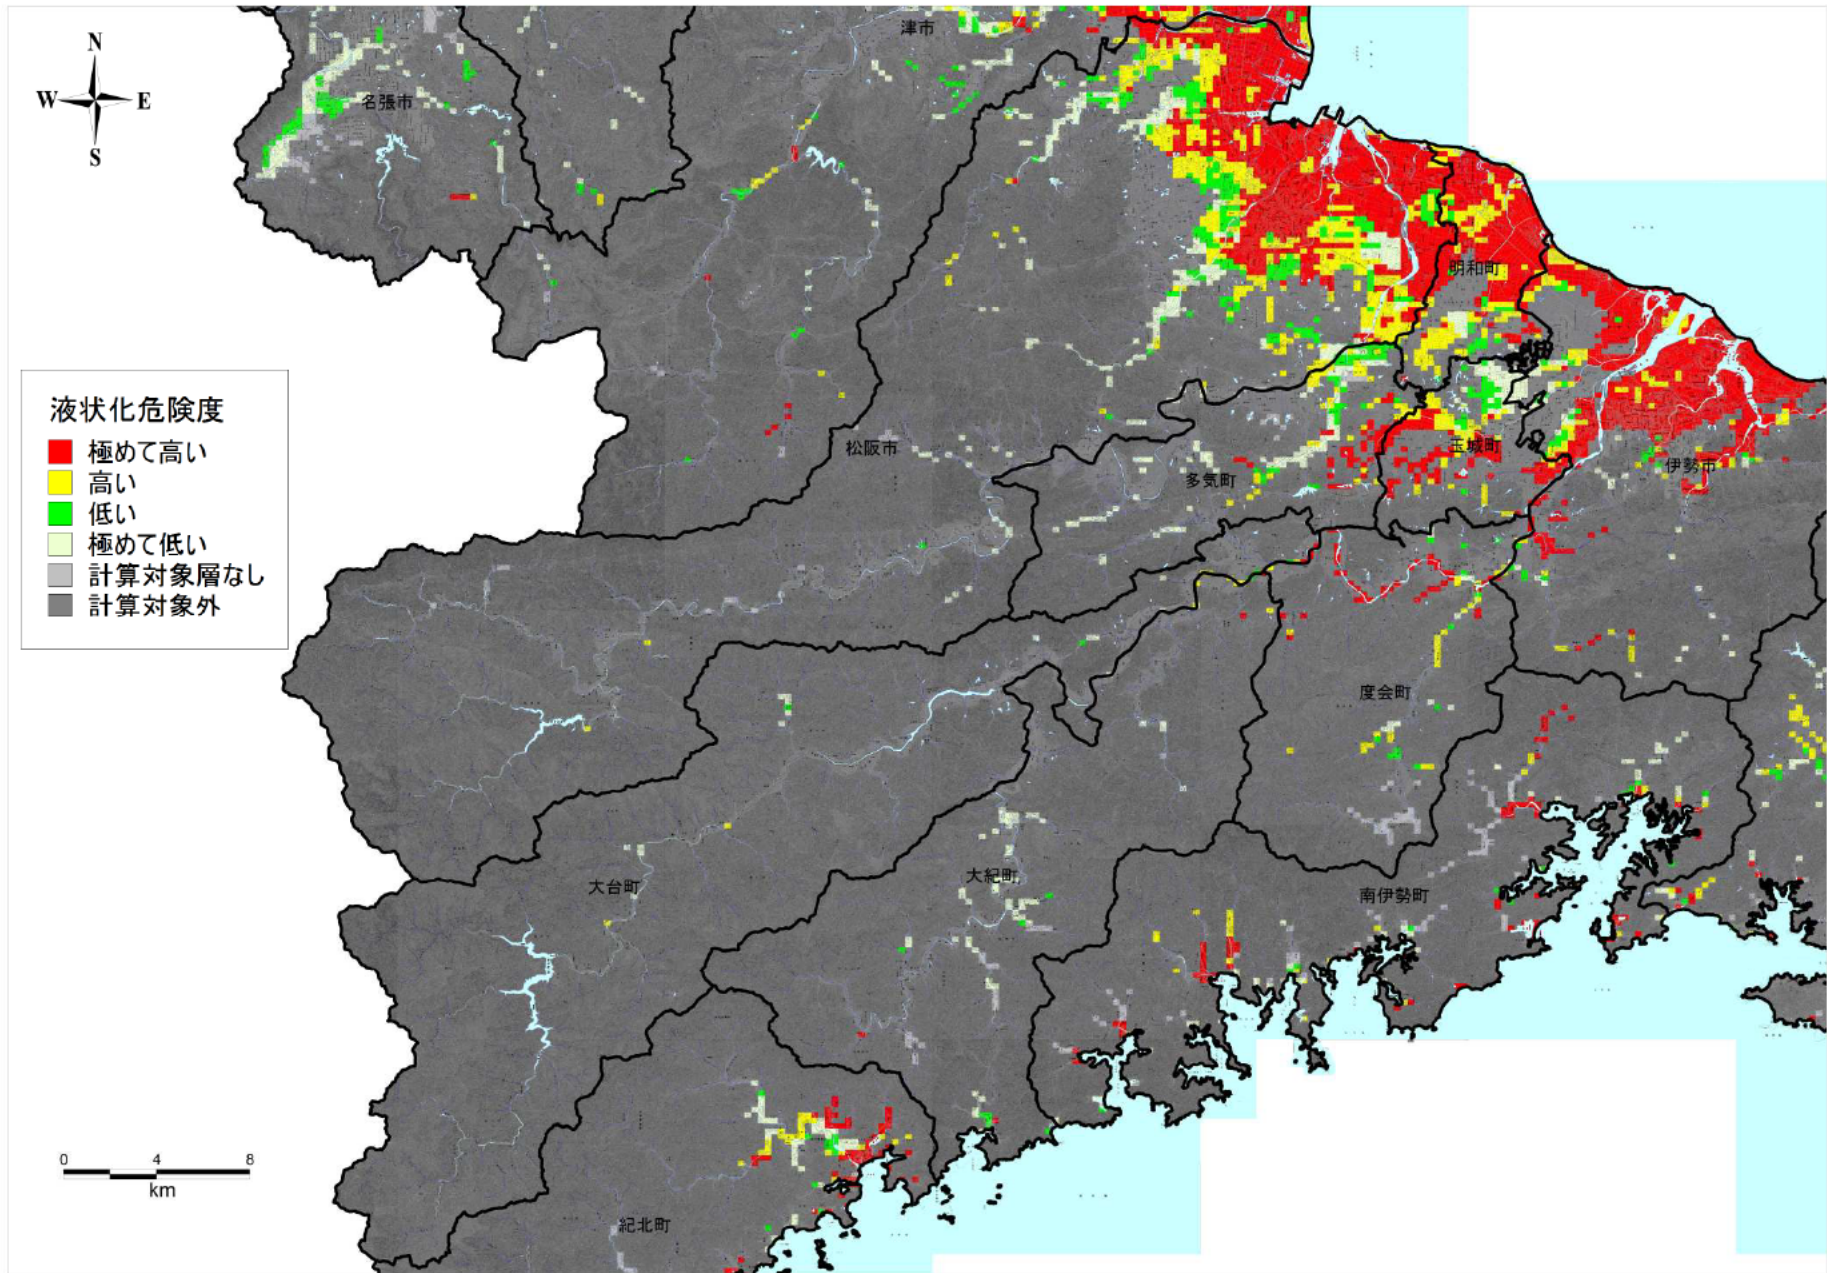 津市
N
W E
S
名張市
明和町
液状化危険度
極めて高い
高い
低い
極めて低い
計算対象層なし
計算対象外
松阪市
玉城町
多気町
伊勢市
度会町
大台町
大紀町
南伊勢町
0 4 8
km
紀北町